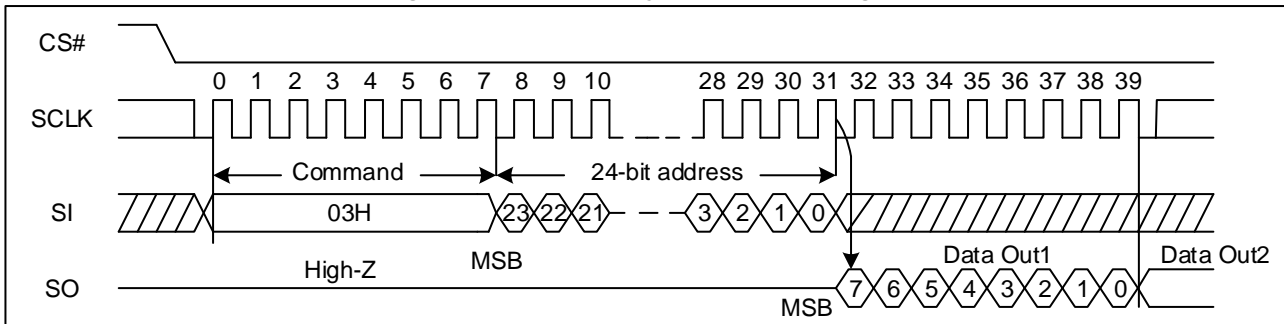 CS#
0 1 2 3 4 5 6 7 8 9 10 28 29 30 31 32 33 34 35 36 37 38 39
SCLK
Command 24-bit address
SI 03H 23 22 21 3 2 1 0
High-Z MSB Data Out1 Data Out2
SO MSB 7 6 5 4 3 2 1 0